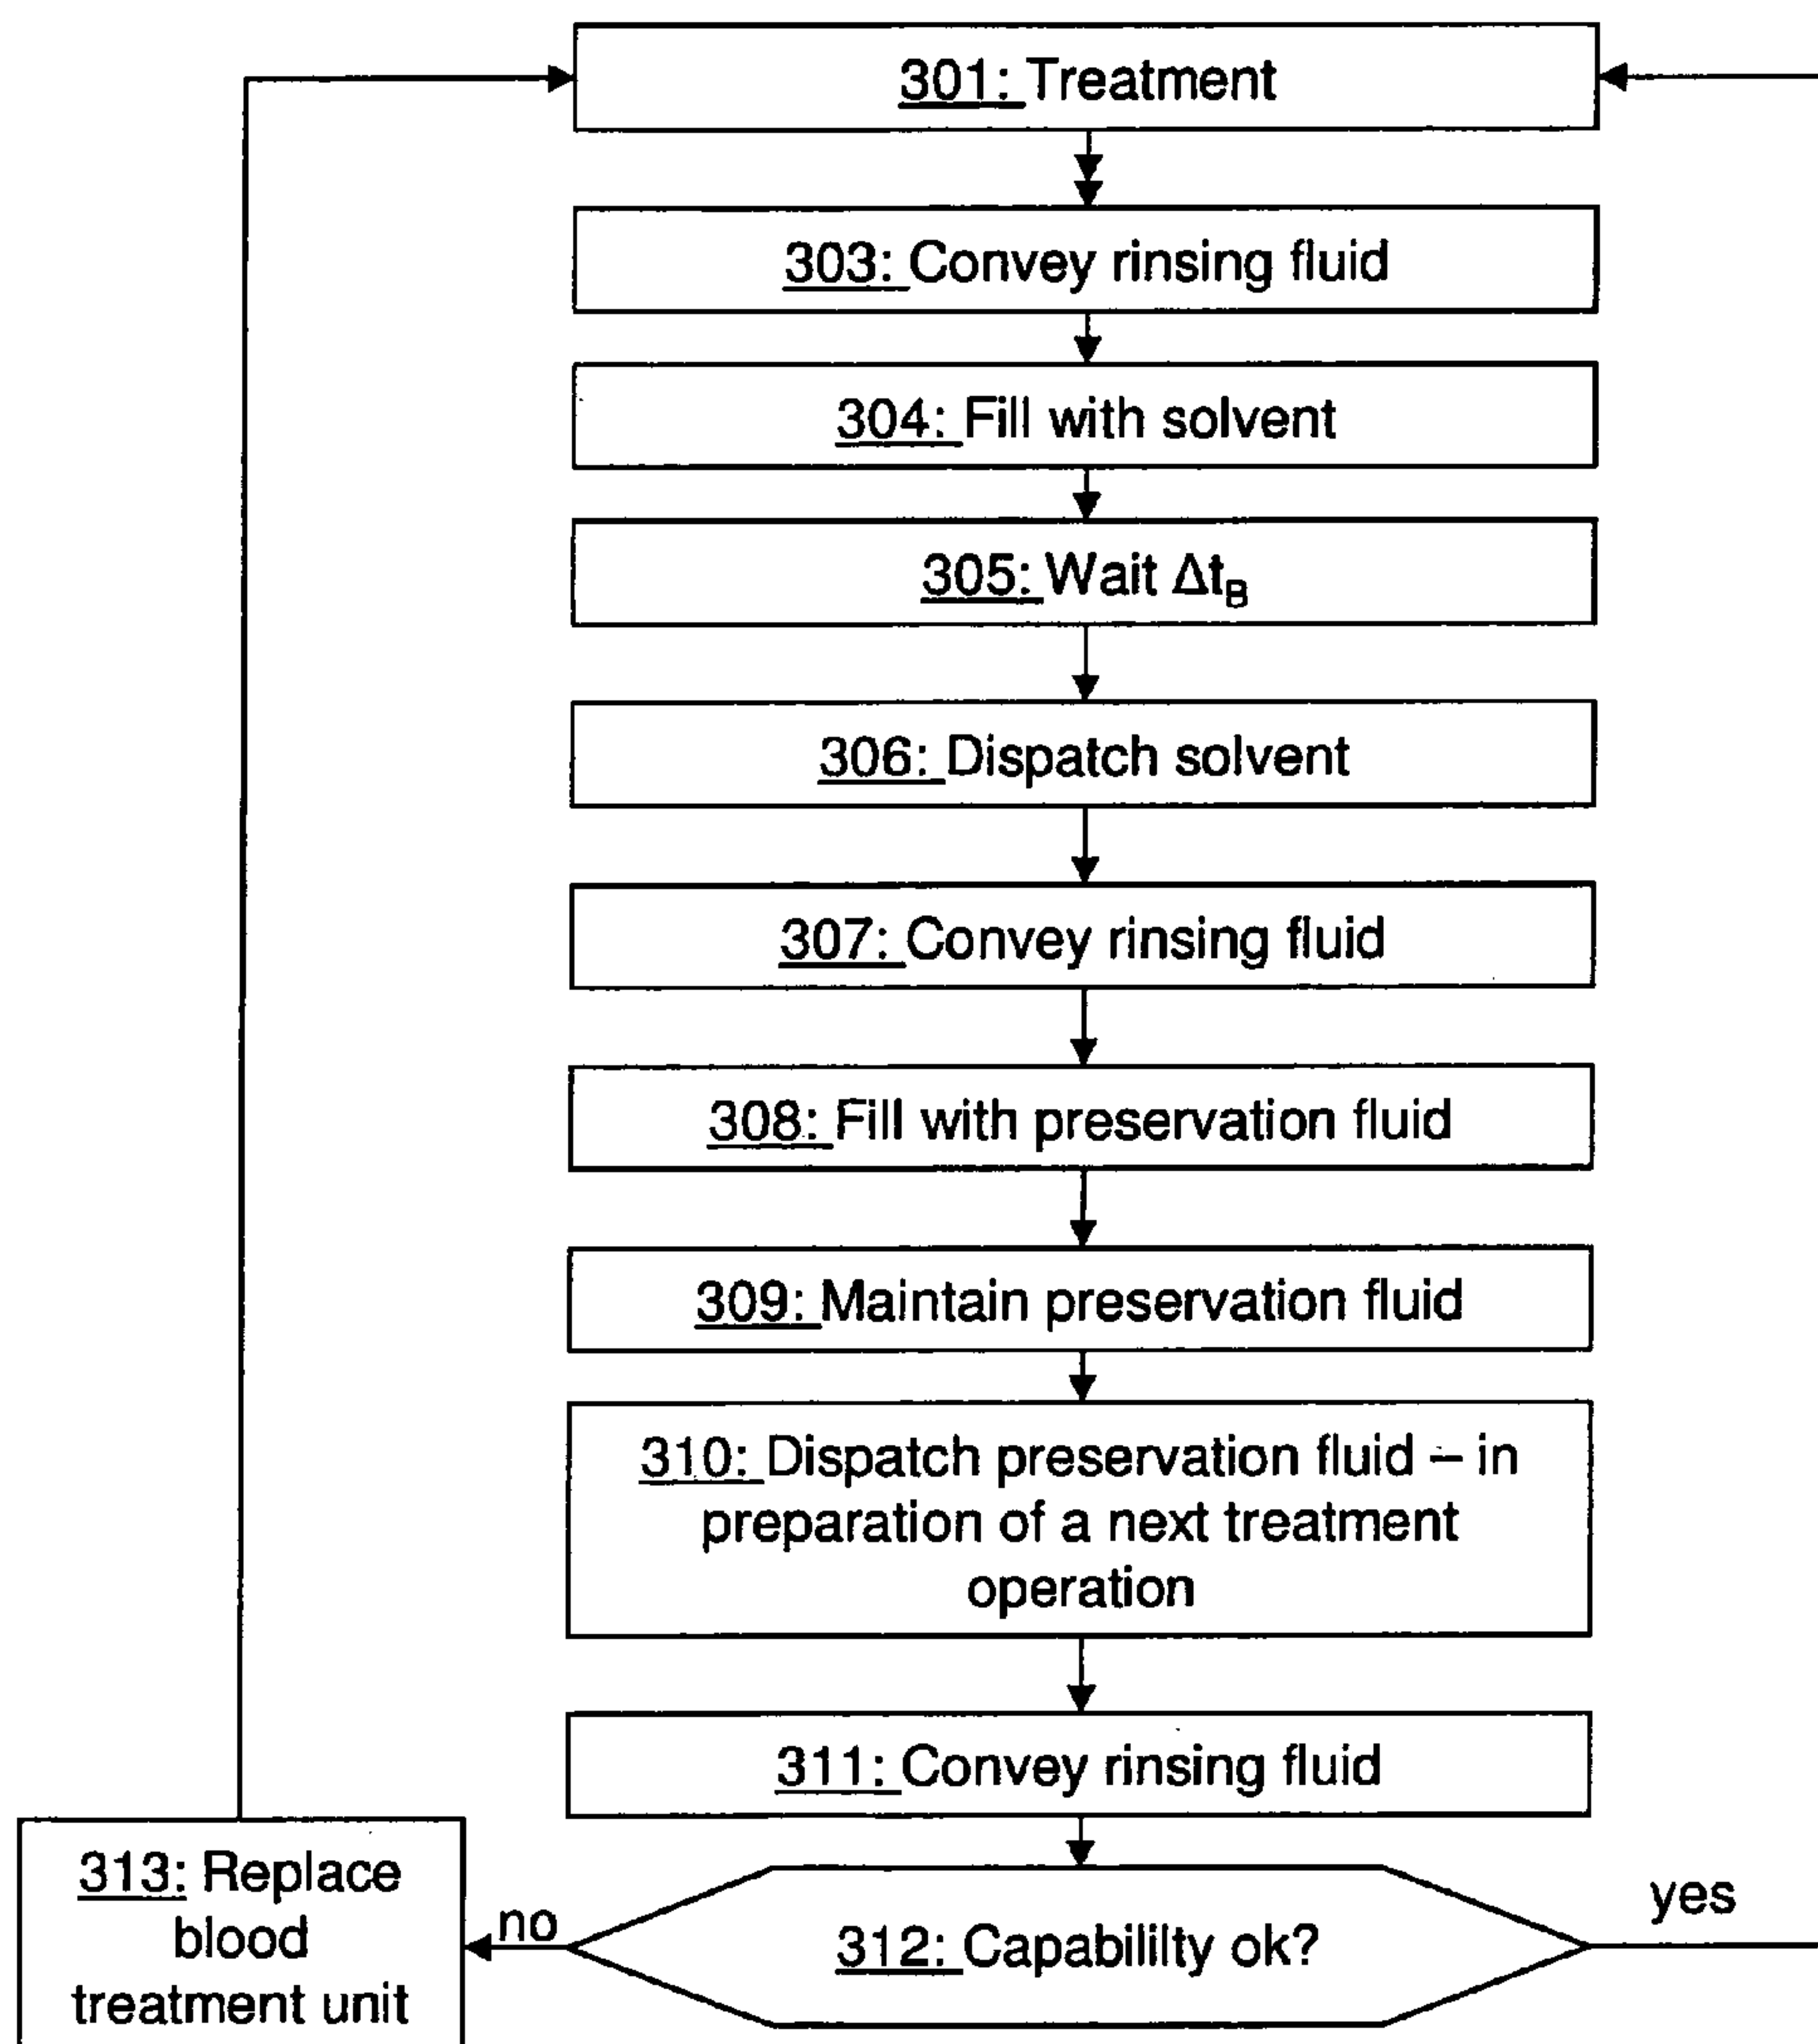 301: Treatment
303: Convey rinsing fluid
304: Fill with solvent
305: Wait Δt_B
306: Dispatch solvent
307: Convey rinsing fluid
308: Fill with preservation fluid
309: Maintain preservation fluid
310: Dispatch preservation fluid – in
preparation of a next treatment
operation
311: Convey rinsing fluid
312: Capabililty ok?
yes
no
313: Replace
blood
treatment unit